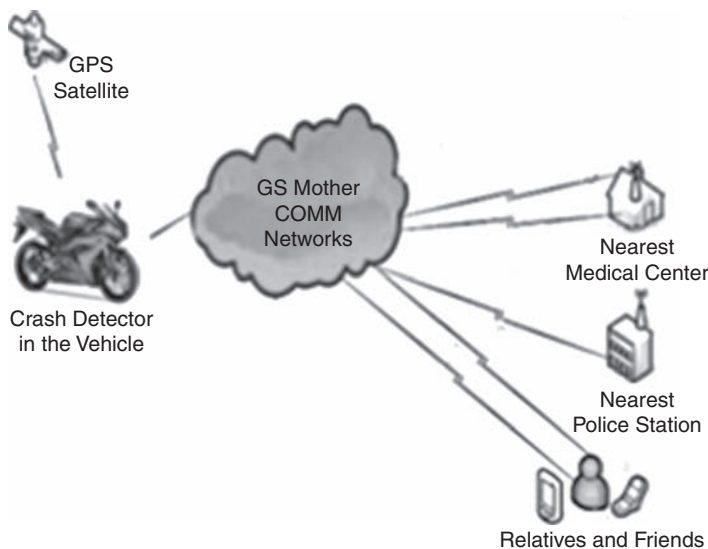 GPS
Satellite
GS Mother
COMM
Networks
Crash Detector
in the Vehicle
Nearest
Medical Center
Nearest
Police Station
Relatives and Friends